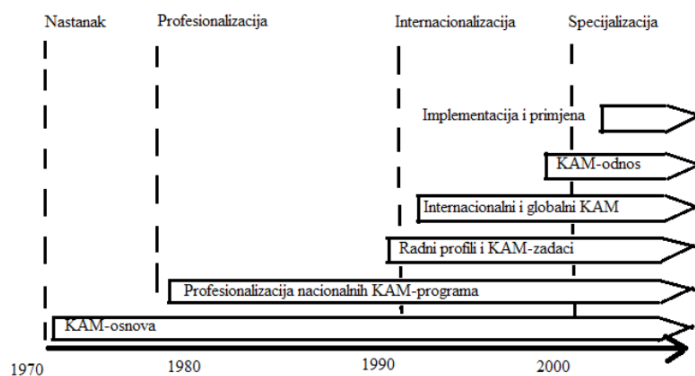 Nastanak Profesionalizacija Internacionalizacija Specijalizacija
Implementacija i primjena
KAM-odnos
Internacionalni i globalni KAM
Radni profili i KAM-zadaci
Profesionalizacija nacionalnih KAM-programa
KAM-osnova
1970 1980 1990 2000